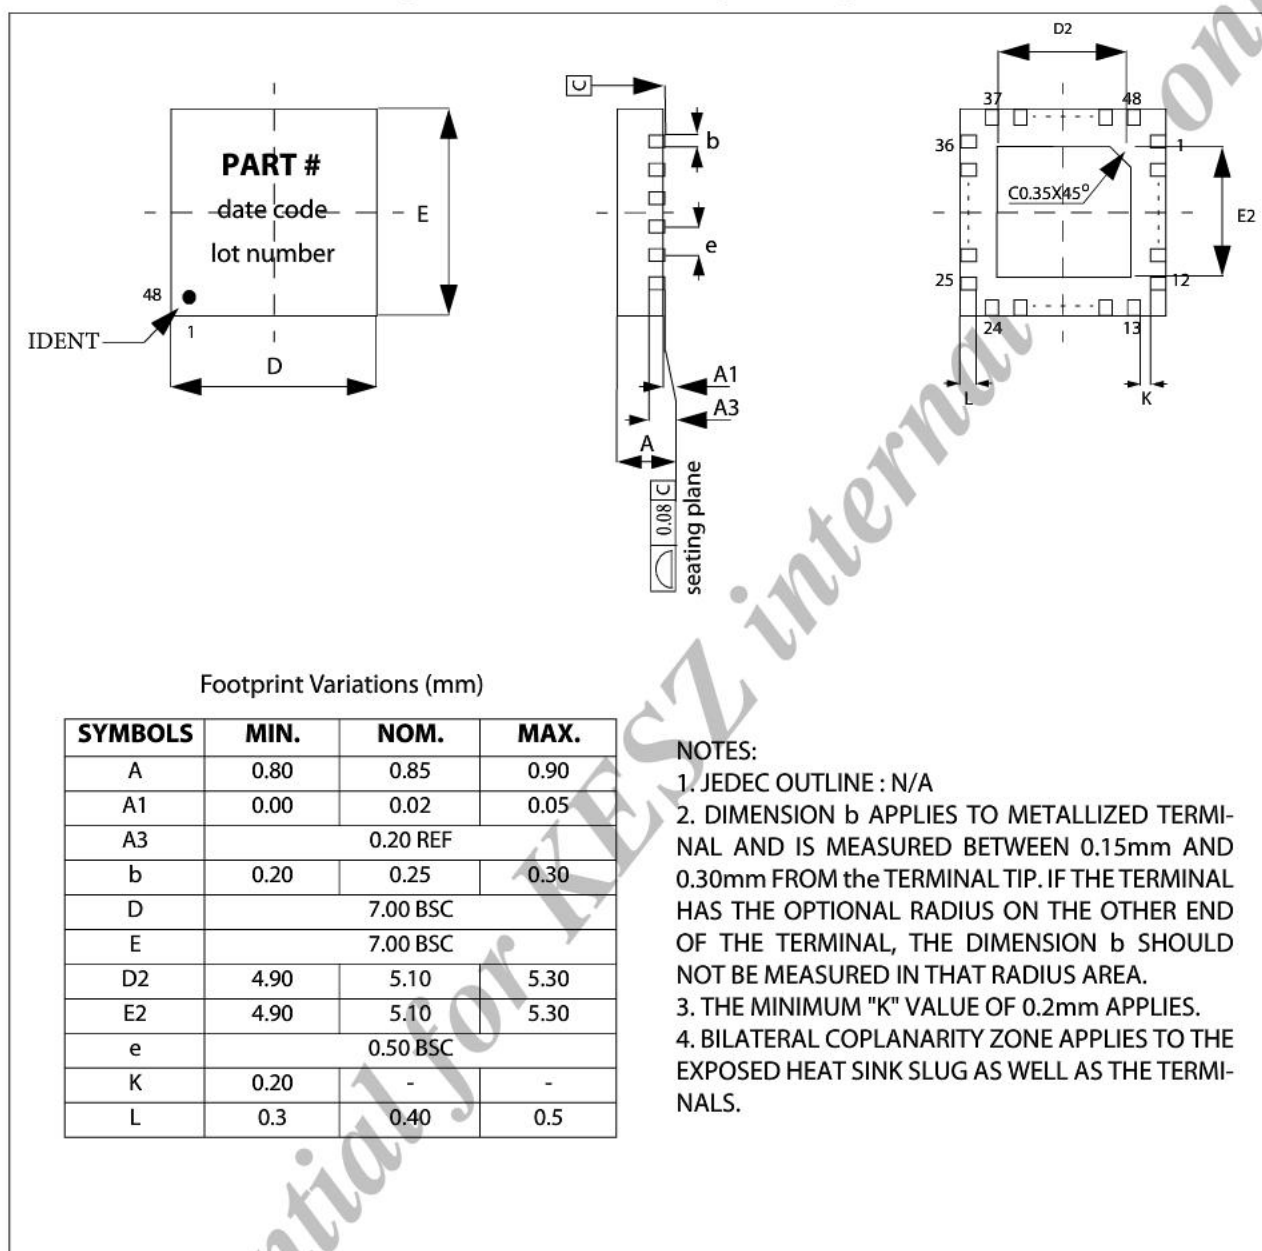 D2
C
37 48
b
36 1
PART #
C0.35X45°
date code
E
E2
lot number
e
25 12
48
1
24 13
IDENT
D
A1
L K
A3
A
0.08 C
seating plane
Footprint Variations (mm)
SYMBOLS MIN. NOM. MAX.
A 0.80 0.85 0.90
A1 0.00 0.02 0.05
A3 0.20 REF
b 0.20 0.25 0.30
D 7.00 BSC
E 7.00 BSC
D2 4.90 5.10 5.30
E2 4.90 5.10 5.30
e 0.50 BSC
K 0.20 - -
L 0.3 0.40 0.5
NOTES:
1. JEDEC OUTLINE : N/A
2. DIMENSION b APPLIES TO METALLIZED TERMI-
NAL AND IS MEASURED BETWEEN 0.15mm AND
0.30mm FROM the TERMINAL TIP. IF THE TERMINAL
HAS THE OPTIONAL RADIUS ON THE OTHER END
OF THE TERMINAL, THE DIMENSION b SHOULD
NOT BE MEASURED IN THAT RADIUS AREA.
3. THE MINIMUM "K" VALUE OF 0.2mm APPLIES.
4. BILATERAL COPLANARITY ZONE APPLIES TO THE
EXPOSED HEAT SINK SLUG AS WELL AS THE TERMI-
NALS.
ntial for KESZ internal on